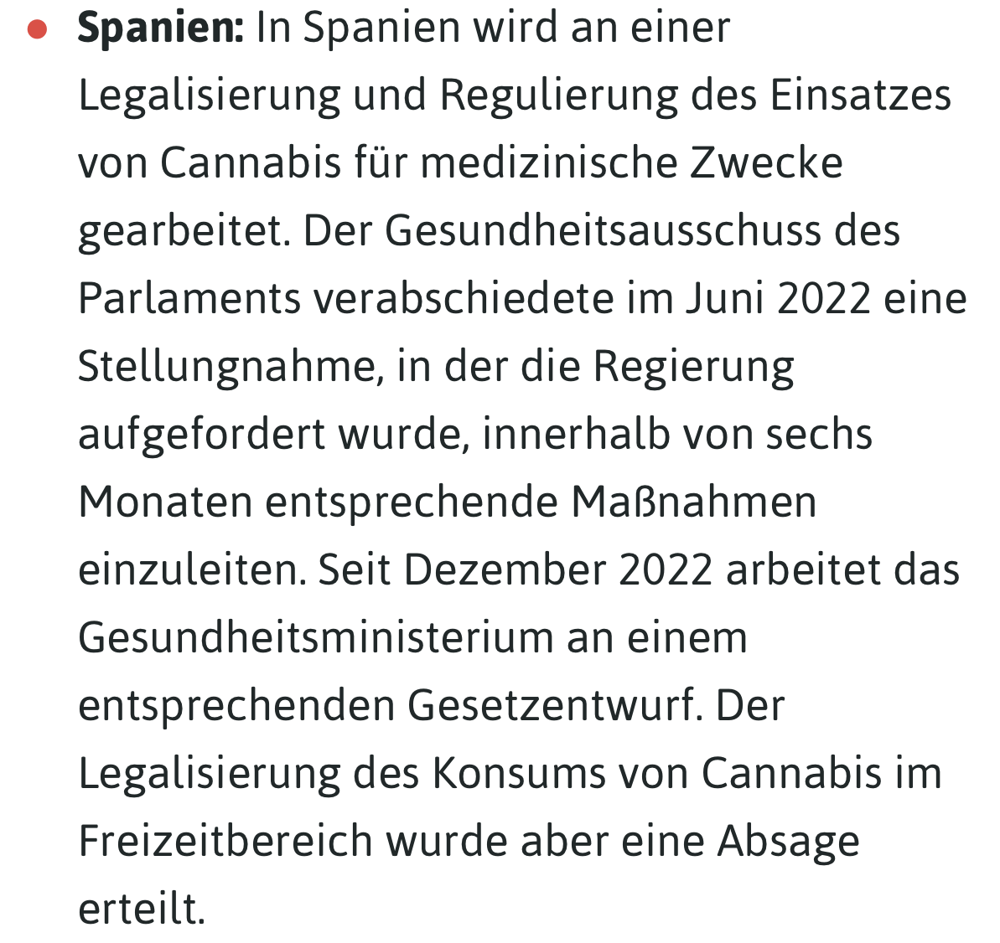 Spanien: In Spanien wird an einer
Legalisierung und Regulierung des Einsatzes
von Cannabis für medizinische Zwecke
gearbeitet. Der Gesundheitsausschuss des
Parlaments verabschiedete im Juni 2022 eine
Stellungnahme, in der die Regierung
aufgefordert wurde, innerhalb von sechs
Monaten entsprechende Maßnahmen
einzuleiten. Seit Dezember 2022 arbeitet das
Gesundheitsministerium an einem
entsprechenden Gesetzentwurf. Der
Legalisierung des Konsums von Cannabis im
Freizeitbereich wurde aber eine Absage
erteilt.